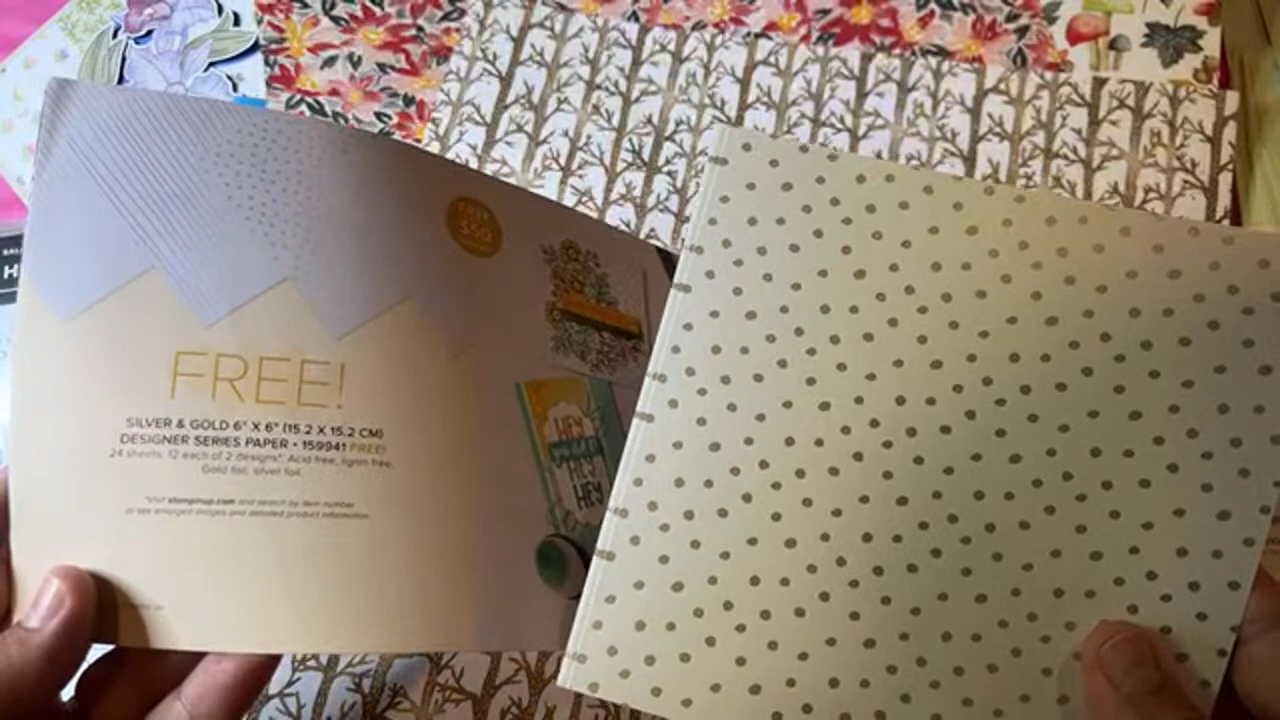 FREE!
SILVER & GOLD 6" X 6" (15.2 X 15.2 CM)
DESIGNER SERIES PAPER • 159941 FREE!
24 sheets: 12 each of 2 designs*. Acid free, lignin free.
Gold foil, silver foil.
*Visit stampinup.com and search by item number
to see enlarged images and detailed product information.
FREE
$50
HEY
HEY
HEY
H